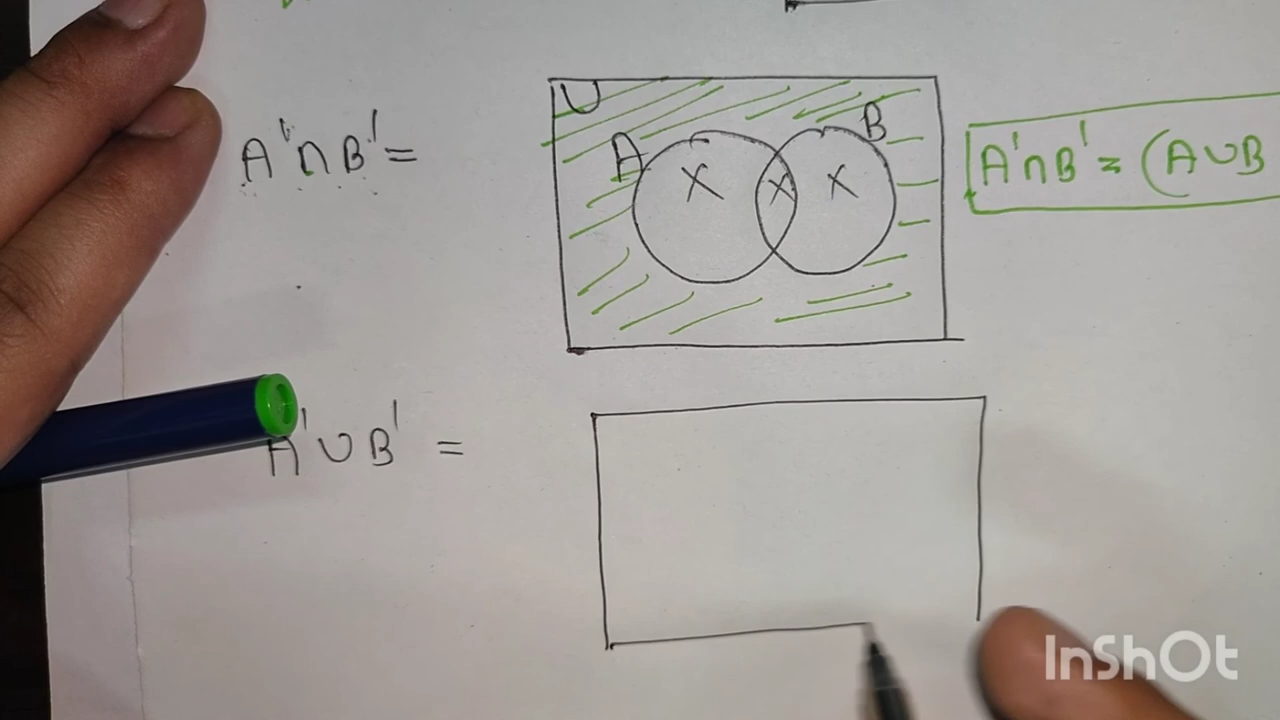 U
A B
A'∩B'=
X X X
A'∩B' = (A∪B
A'∪B' =
InShOt